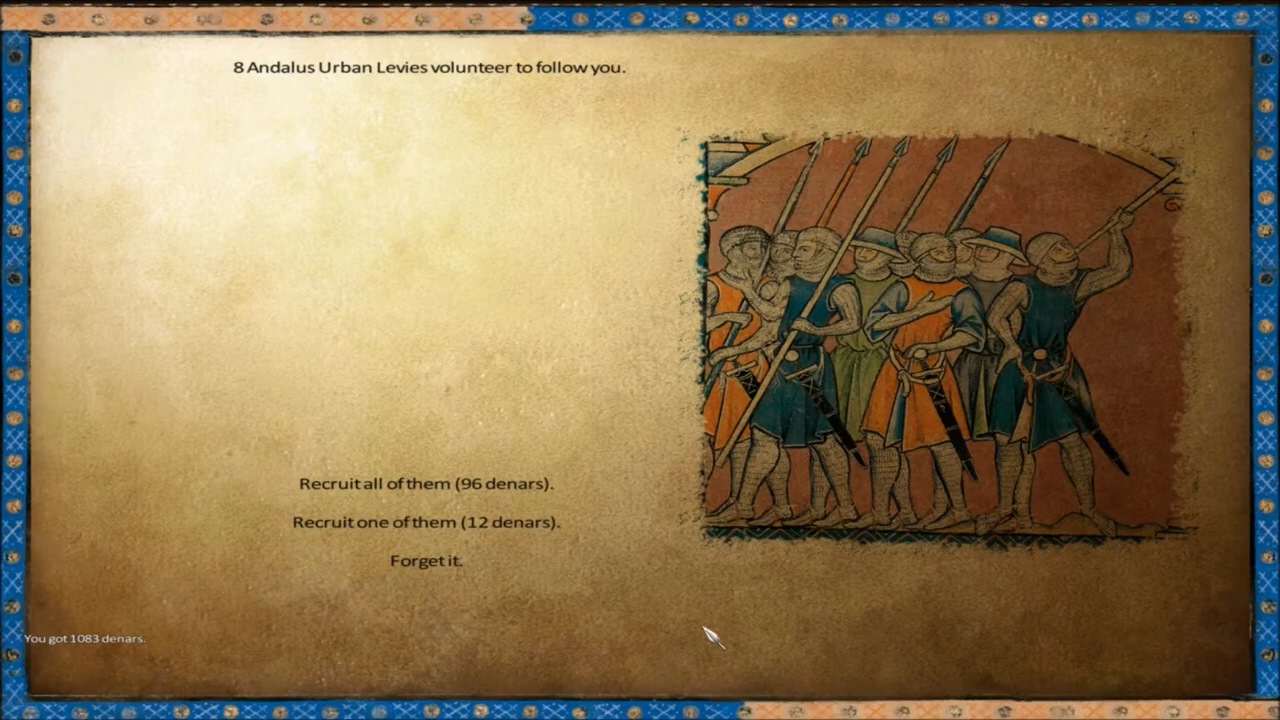 8 Andalus Urban Levies volunteer to follow you.
Recruit all of them (96 denars).
Recruit one of them (12 denars).
Forget it.
You got 1083 denars.